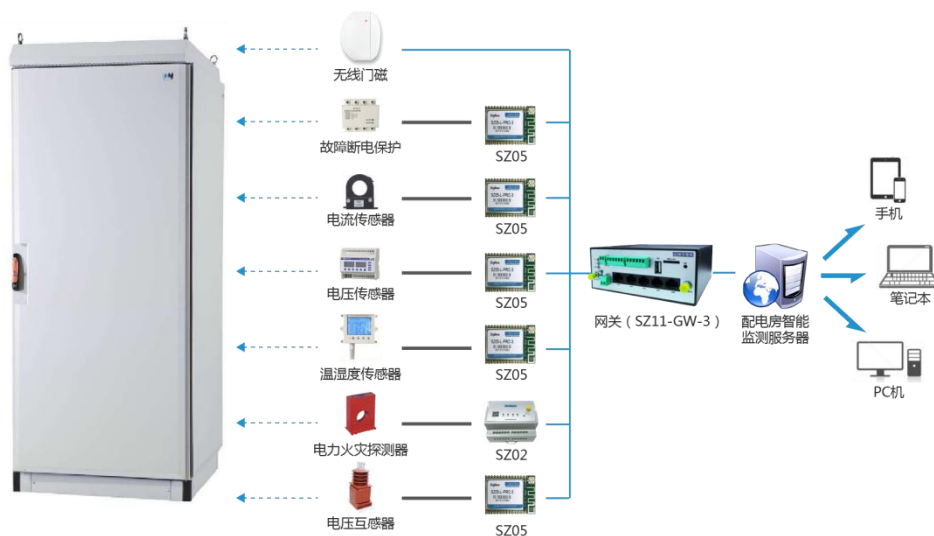 无线门磁
故障断电保护
SZ05
电流传感器
SZ05
电压传感器
SZ05
温湿度传感器
SZ05
电力火灾探测器
SZ02
电压互感器
SZ05
网关（SZ11-GW-3）
配电房智能
监测服务器
手机
笔记本
PC机